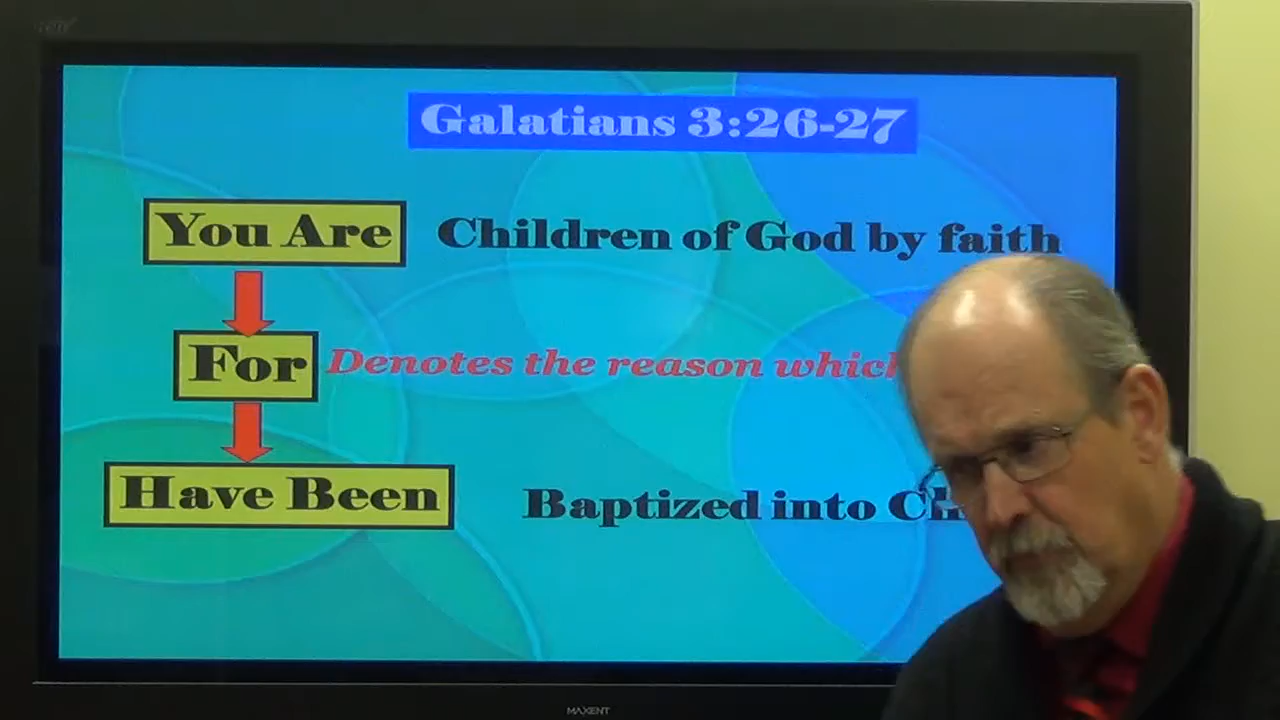 Galatians 3:26-27
You Are Children of God by faith
For Denotes the reason which
Have Been Baptized into
MAXENT